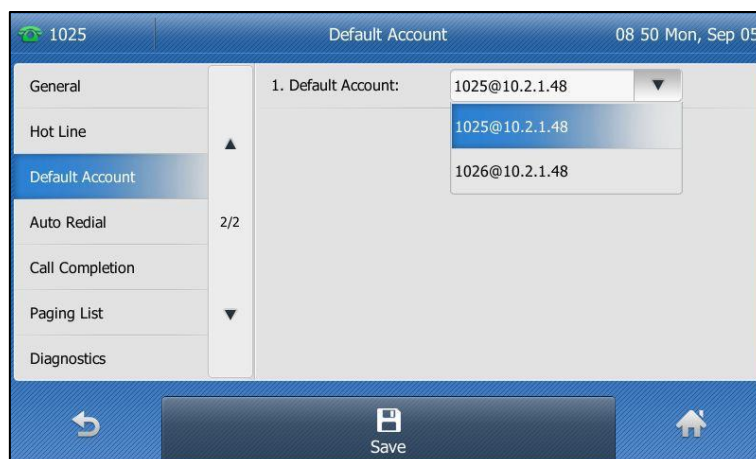 1025 Default Account 08 50 Mon, Sep 05
General
Hot Line
Default Account
Auto Redial
Call Completion
Paging List
Diagnostics
2/2
1. Default Account: 1025@10.2.1.48
1025@10.2.1.48
1026@10.2.1.48
Save